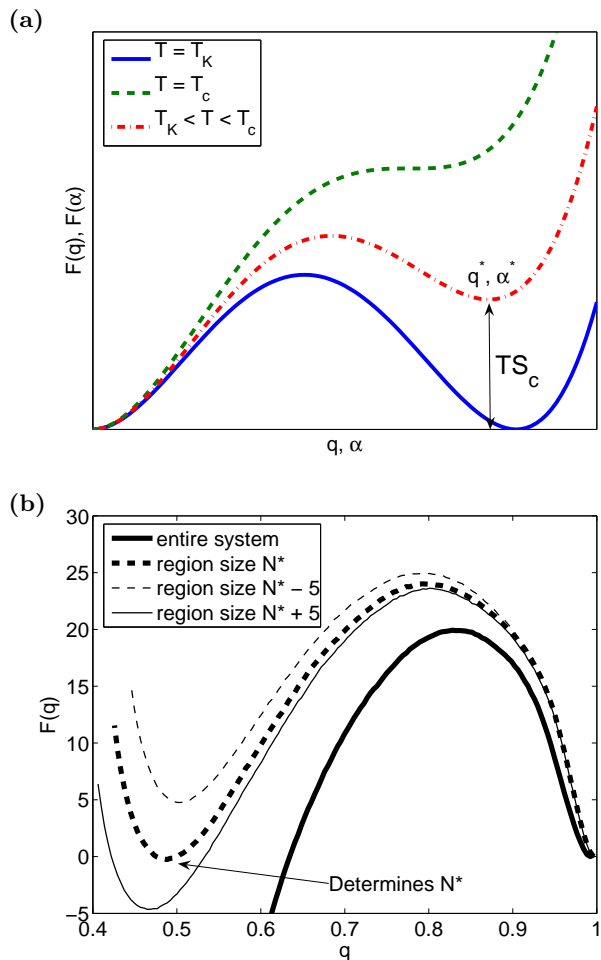 (a)
T = T_K
T = T_c
T_K < T < T_c
F(q), F(α)
q*, α*
TS_c
q, α
(b)
30
25
20
15
10
5
0
−5
entire system
region size N*
region size N* − 5
region size N* + 5
F(q)
Determines N*
0.4 0.5 0.6 0.7 0.8 0.9 1
q